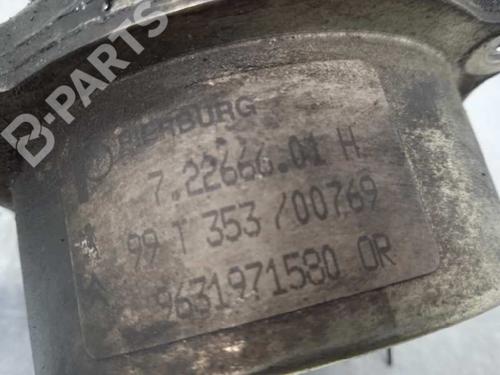 B-PARTS
PIERBURG
7.22666.01 H
99 T 353 /00769
9631971580 OR